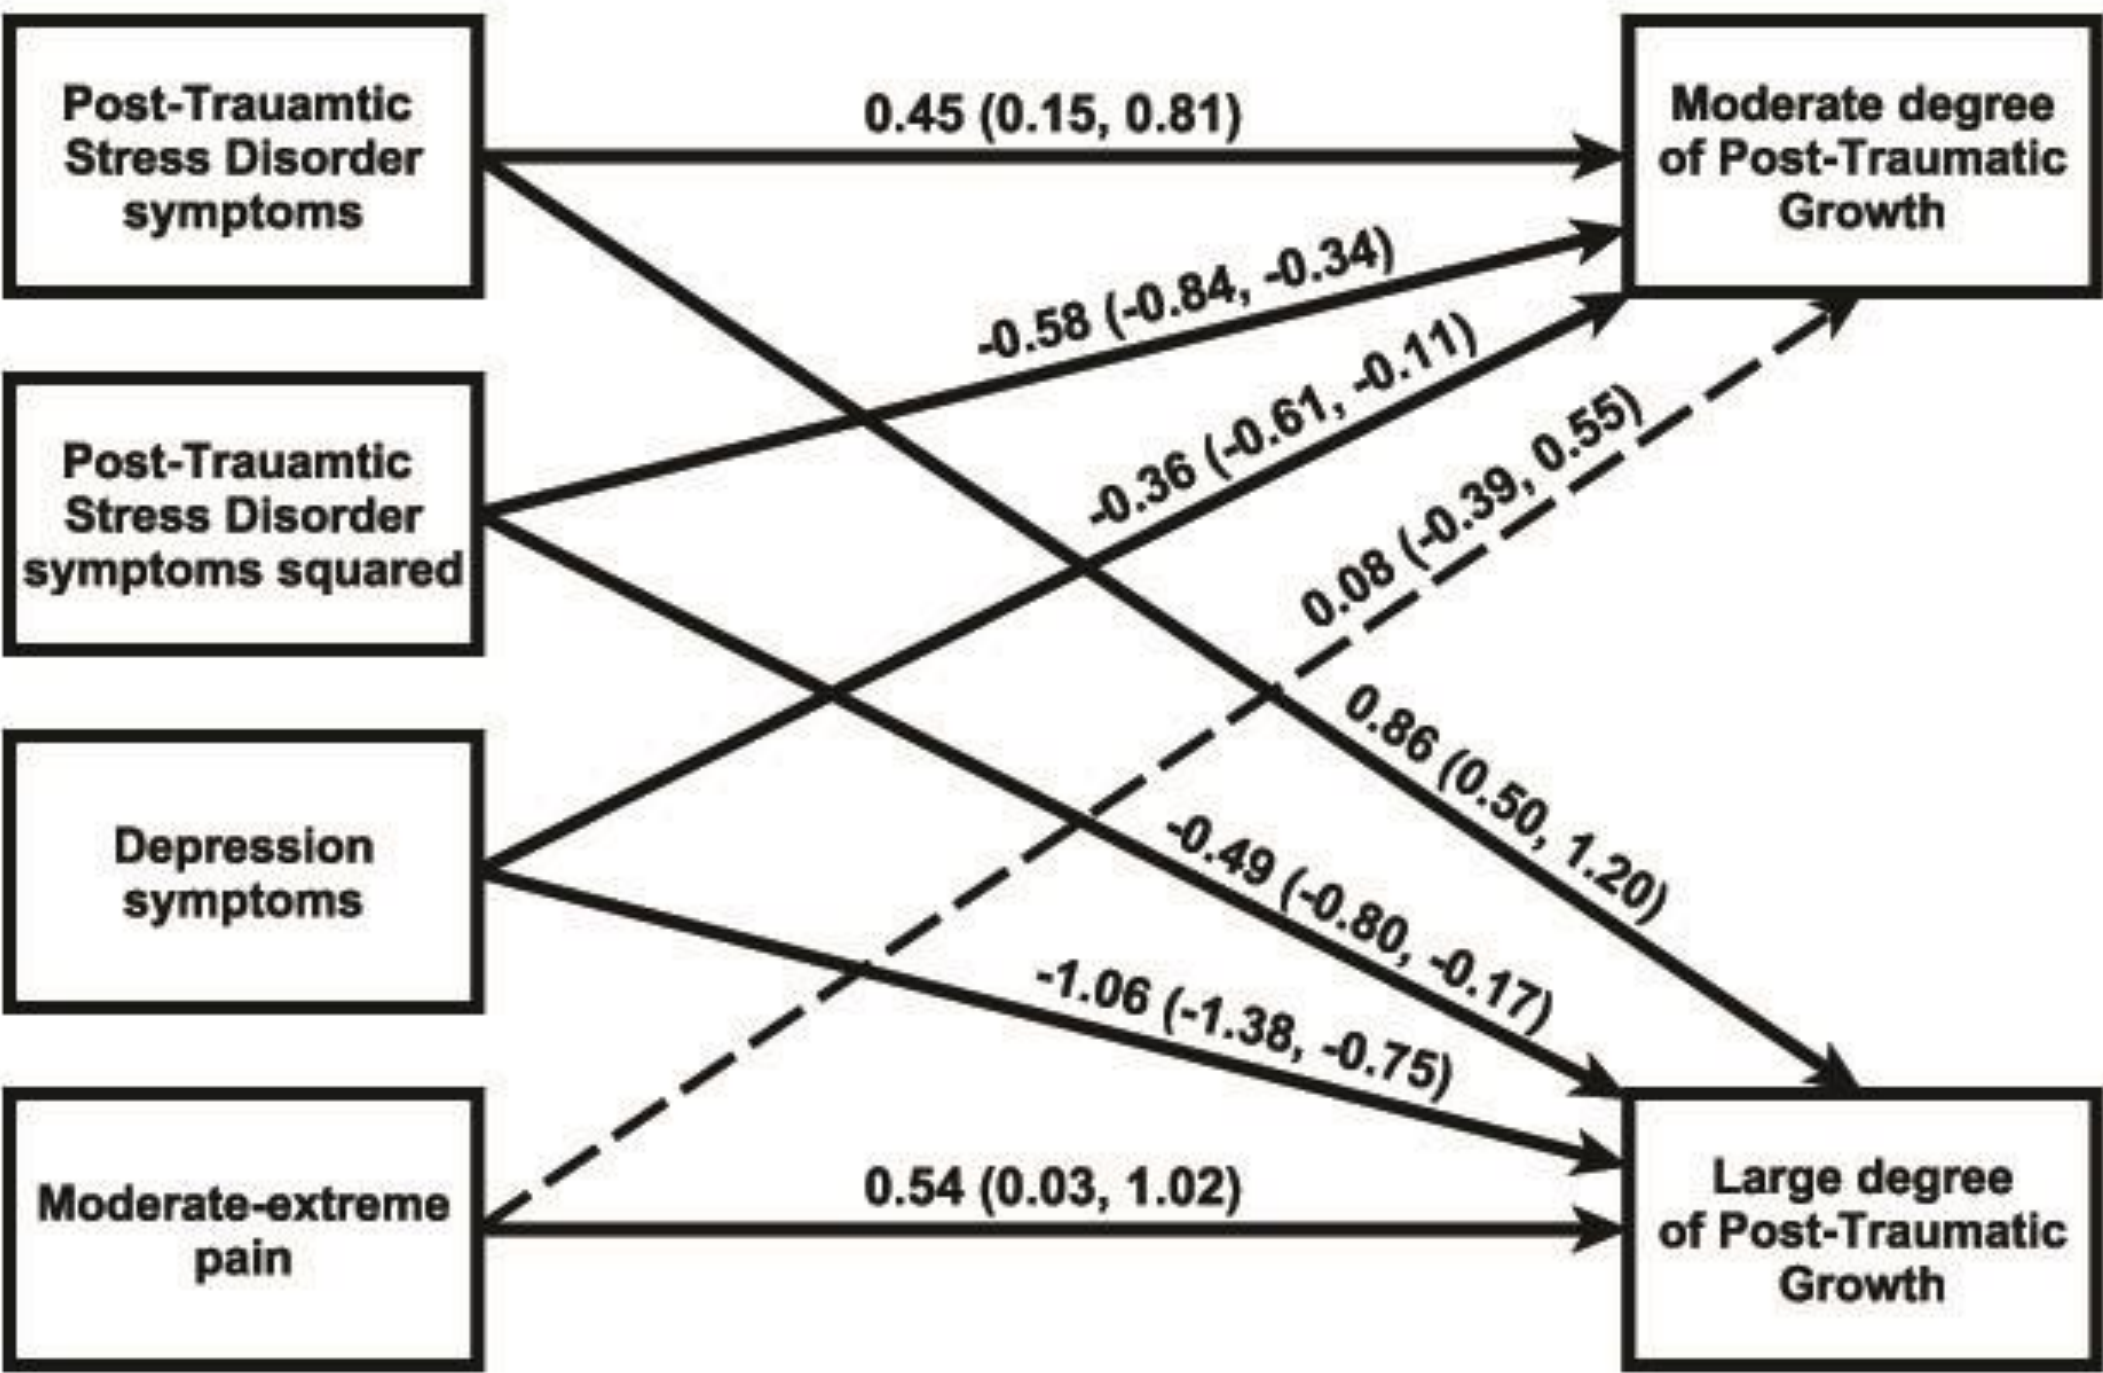 Post-Trauamtic
Stress Disorder
symptoms
0.45 (0.15, 0.81)
Moderate degree
of Post-Traumatic
Growth
-0.58 (-0.84, -0.34)
-0.36 (-0.61, -0.11)
0.08 (-0.39, 0.55)
Post-Trauamtic
Stress Disorder
symptoms squared
0.86 (0.50, 1.20)
-0.49 (-0.80, -0.17)
Depression
symptoms
-1.06 (-1.38, -0.75)
Moderate-extreme
pain
0.54 (0.03, 1.02)
Large degree
of Post-Traumatic
Growth